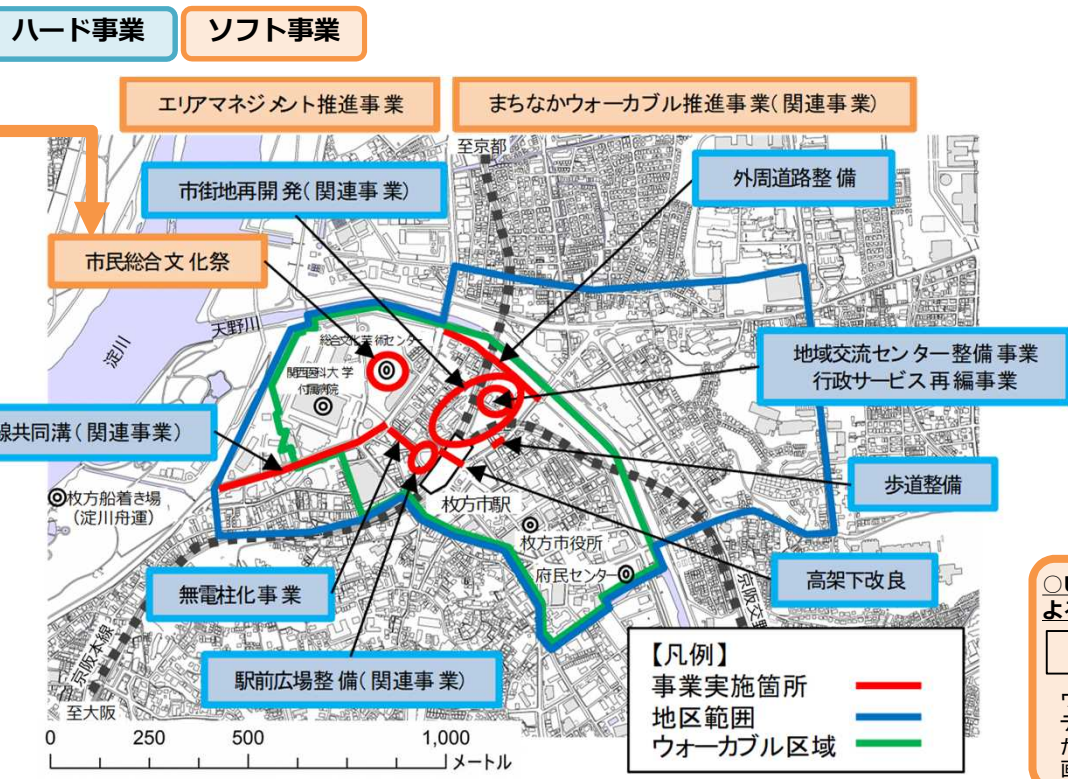 ハード事業
ソフト事業
エリアマネジメント推進事業
まちなかウォーカブル推進事業(関連事業)
至京都
市街地再開発(関連事業)
外周道路整備
市民総合文化祭
天野川
淀川
総合文化芸術センター
関西医科大学
付属病院
地域交流センター整備事業
行政サービス再編事業
線共同溝(関連事業)
歩道整備
枚方船着き場
(淀川舟運)
枚方市駅
枚方市役所
府民センター
高架下改良
無電柱化事業
京阪交野
京阪本線
駅前広場整備(関連事業)
至大阪
0 250 500 1,000
メートル
【凡例】
事業実施箇所
地区範囲
ウォーカブル区域